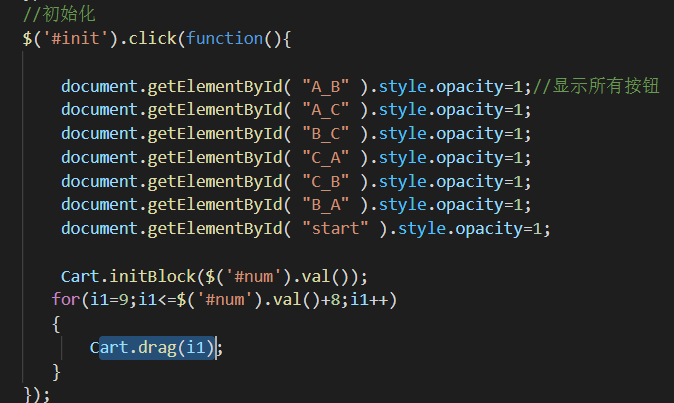 //初始化
$('#init').click(function(){
document.getElementById( "A_B" ).style.opacity=1;//显示所有按钮
document.getElementById( "A_C" ).style.opacity=1;
document.getElementById( "B_C" ).style.opacity=1;
document.getElementById( "C_A" ).style.opacity=1;
document.getElementById( "C_B" ).style.opacity=1;
document.getElementById( "B_A" ).style.opacity=1;
document.getElementById( "start" ).style.opacity=1;
Cart.initBlock($('#num').val());
for(i1=9;i1<=$('#num').val()+8;i1++)
{
Cart.drag(i1);
}
});